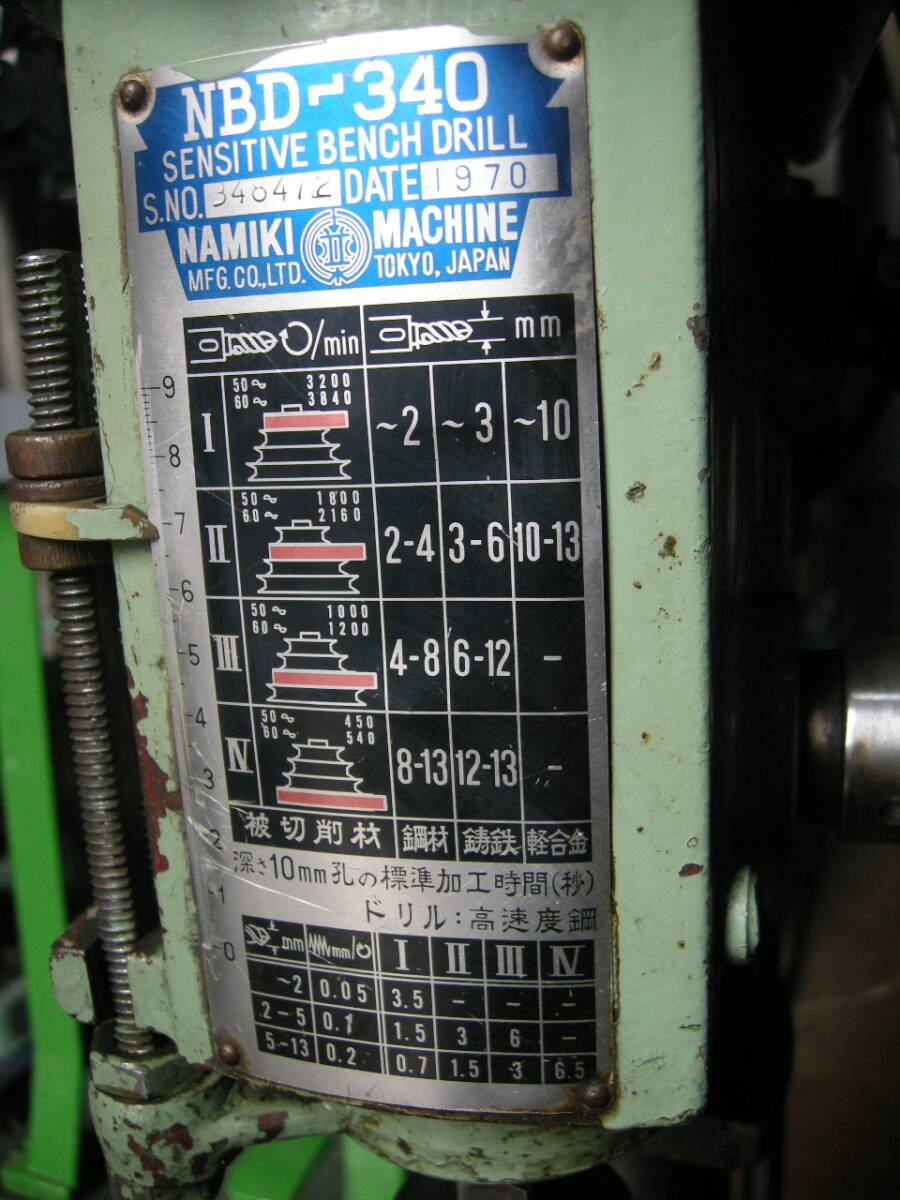 NBD-340
SENSITIVE BENCH DRILL
S.NO. 346472 DATE 1970
NAMIKI MACHINE
MFG. CO., LTD. TOKYO, JAPAN
/min mm
50~ 3200
60~ 3840
I ~2 ~3 ~10
50~ 1800
60~ 2160
II 2-4 3-6 10-13
50~ 1000
60~ 1200
III 4-8 6-12 -
50~ 450
60~ 540
IV 8-13 12-13 -
被切削材 鋼材 鋳鉄 軽合金
深さ10mm孔の標準加工時間(秒)
ドリル:高速度鋼
mm mm/ I II III IV
~2 0.05 3.5 - - -
2-5 0.1 1.5 3 6 -
5-13 0.2 0.7 1.5 3 6.5
9
8
7
6
5
4
3
2
1
0